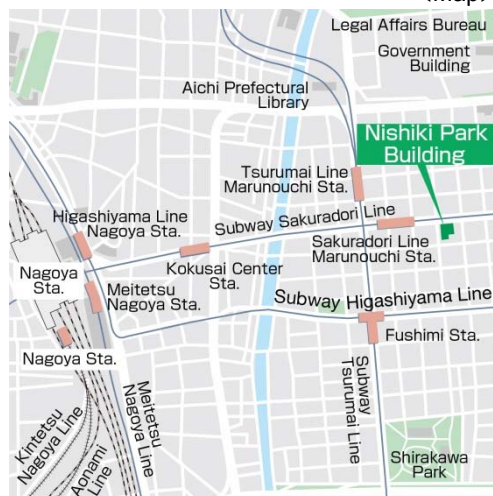 Legal Affairs Bureau
Government
Building
Aichi Prefectural
Library
Nishiki Park
Building
Tsurumai Line
Marunouchi Sta.
Higashiyama Line
Nagoya Sta.
Subway Sakuradori Line
Sakuradori Line
Marunouchi Sta.
Kokusai Center
Sta.
Nagoya
Sta.
Meitetsu
Nagoya Sta.
Subway Higashiyama Line
Fushimi Sta.
Nagoya Sta.
Subway
Tsurumai Line
Meitetsu
Nagoya Line
Kintetsu
Nagoya Line
Aonami
Line
Shirakawa
Park